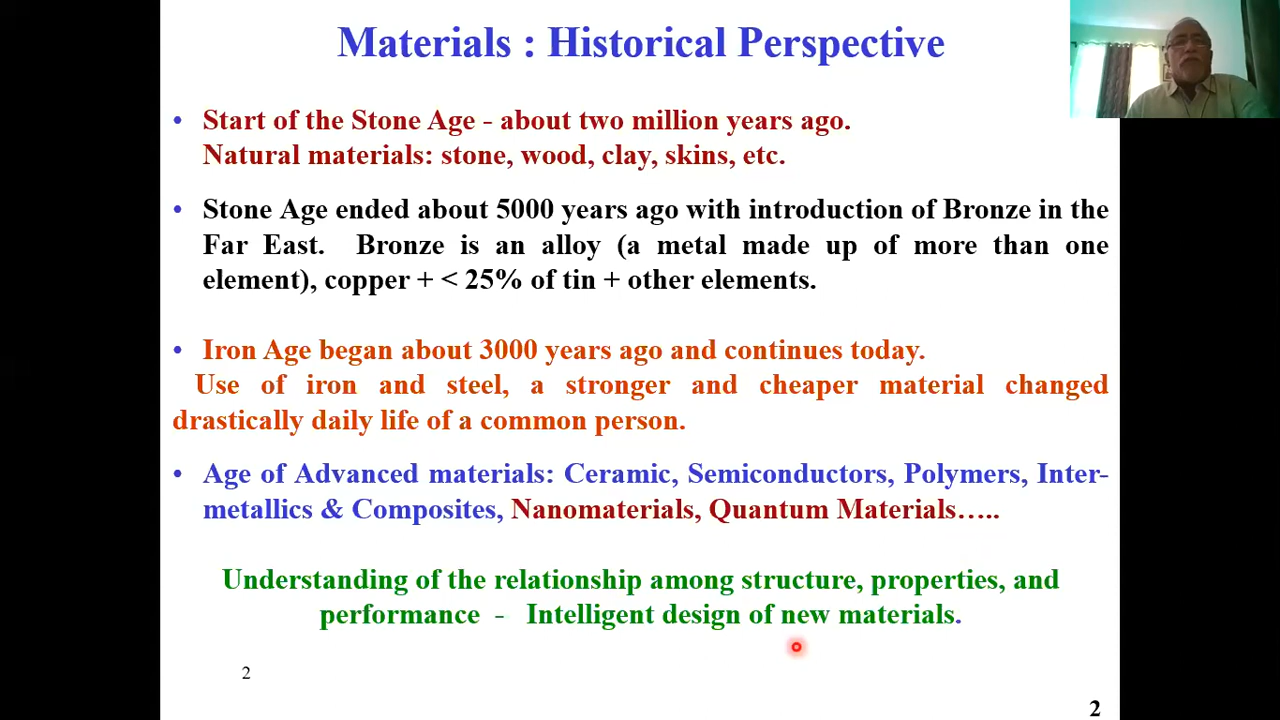 Materials : Historical Perspective
• Start of the Stone Age - about two million years ago.
Natural materials: stone, wood, clay, skins, etc.
• Stone Age ended about 5000 years ago with introduction of Bronze in the
Far East. Bronze is an alloy (a metal made up of more than one
element), copper + < 25% of tin + other elements.
• Iron Age began about 3000 years ago and continues today.
Use of iron and steel, a stronger and cheaper material changed
drastically daily life of a common person.
• Age of Advanced materials: Ceramic, Semiconductors, Polymers, Inter-
metallics & Composites, Nanomaterials, Quantum Materials.....
Understanding of the relationship among structure, properties, and
performance - Intelligent design of new materials.
2
2